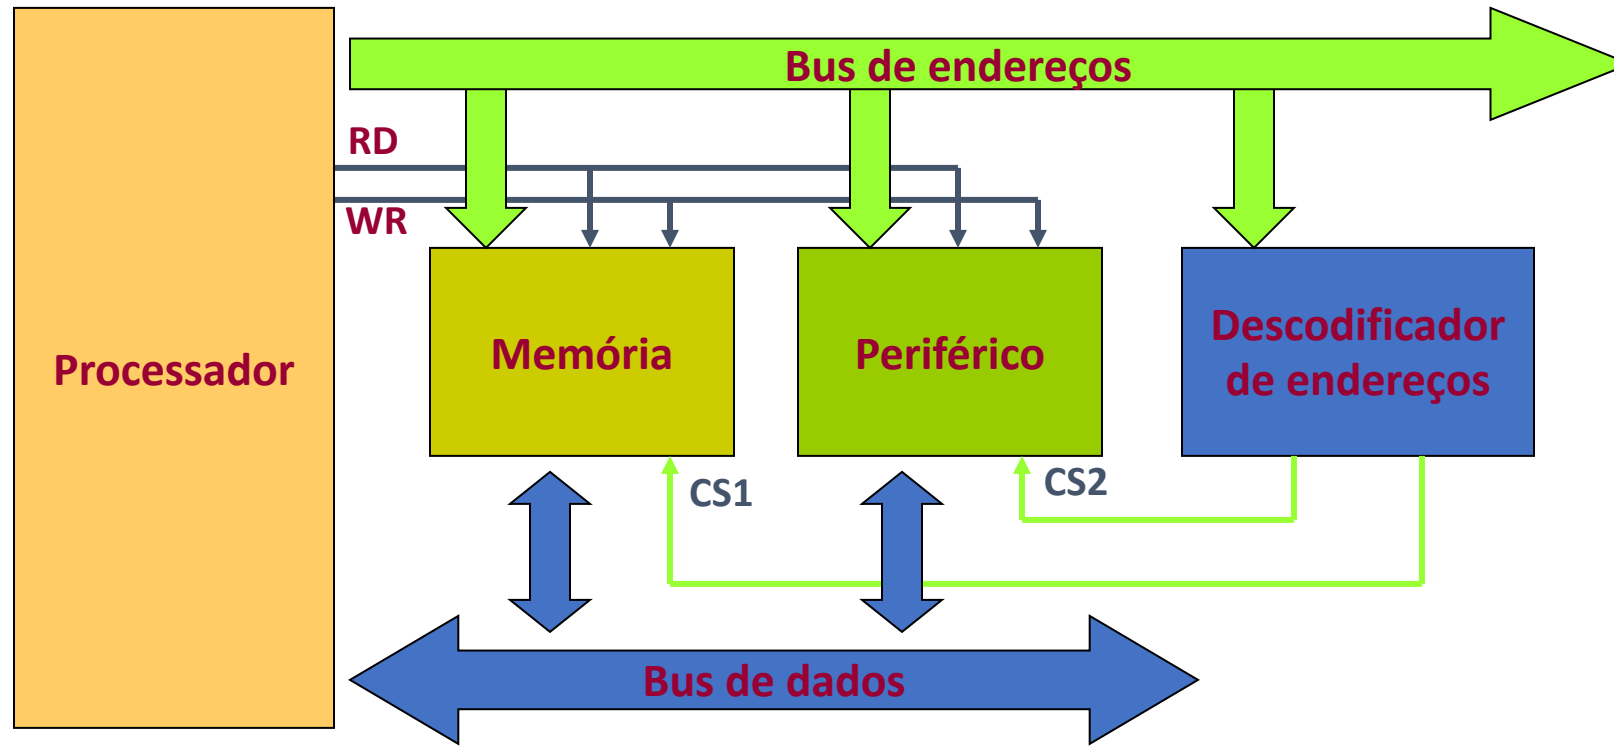 Bus de endereços
RD
WR
Processador
Memória
Periférico
Descodificador
de endereços
CS1
CS2
Bus de dados